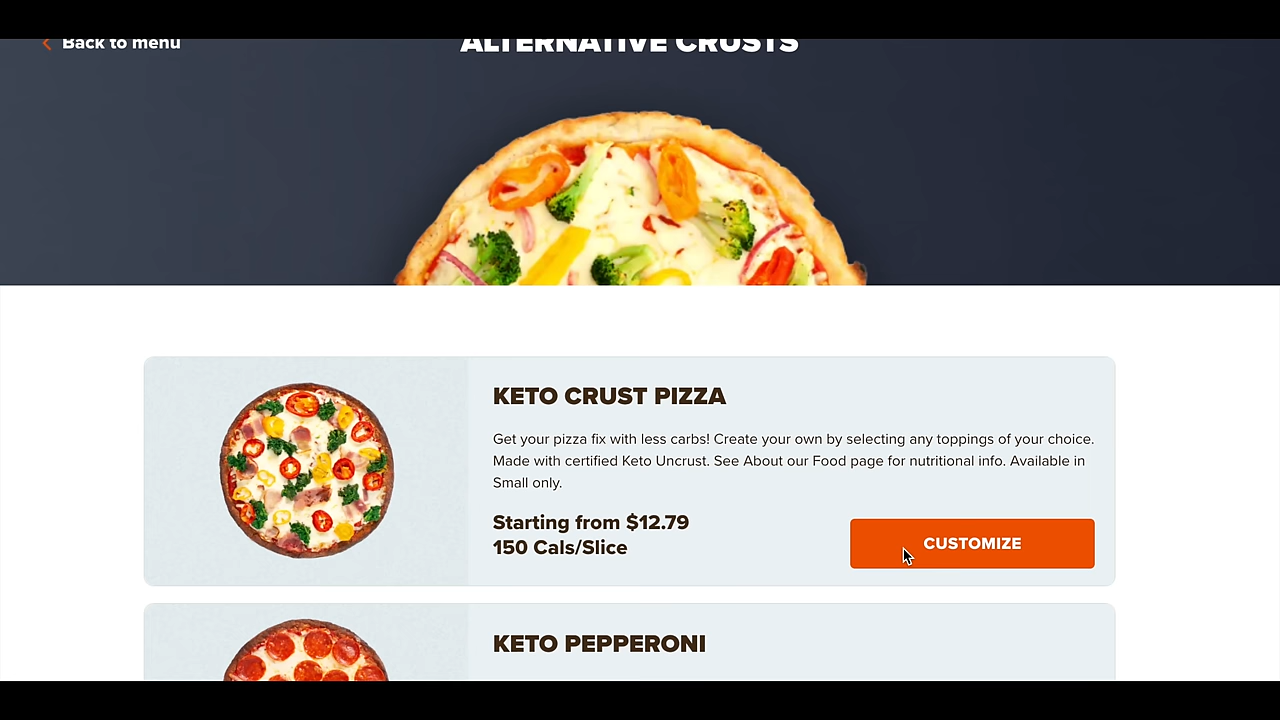 Back to menu
ALTERNATIVE CRUSTS
KETO CRUST PIZZA
Get your pizza fix with less carbs! Create your own by selecting any toppings of your choice.
Made with certified Keto Uncrust. See About our Food page for nutritional info. Available in
Small only.
Starting from $12.79
150 Cals/Slice
CUSTOMIZE
KETO PEPPERONI